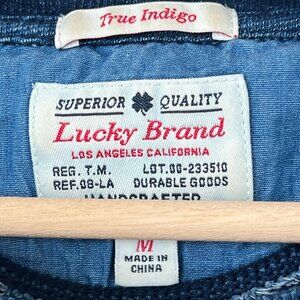 True Indigo
SUPERIOR QUALITY
Lucky Brand
LOS ANGELES CALIFORNIA
REG. T.M. LOT.00-233510
REF.08-LA DURABLE GOODS
HANDCRAFTED
M
MADE IN
CHINA